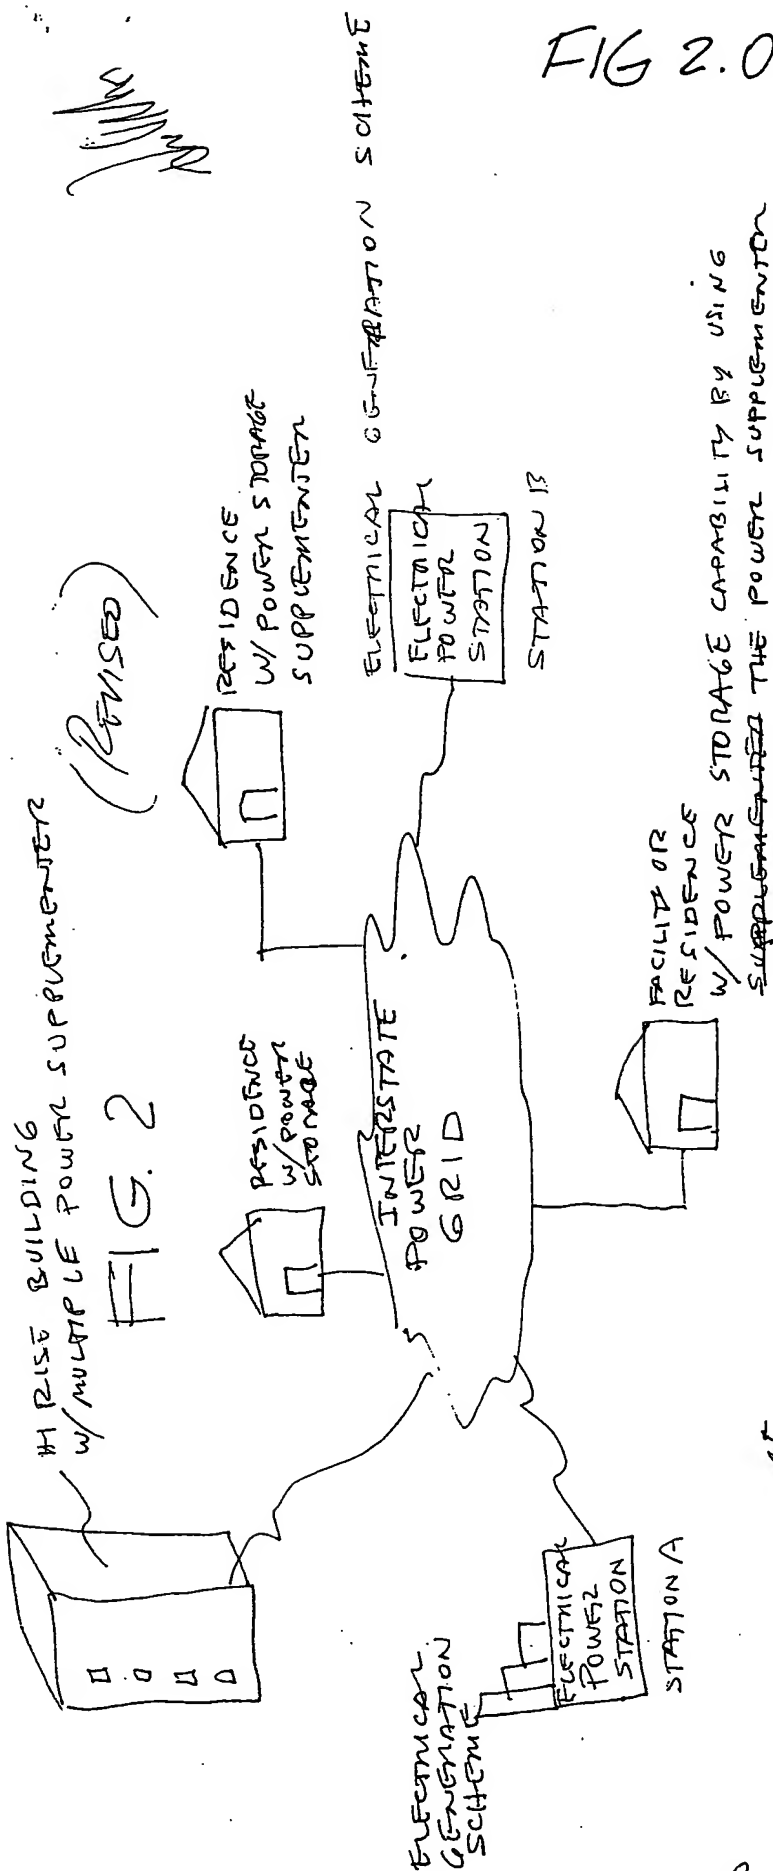 FIG 2.0
HI RISE BUILDING
W/ MULTIPLE POWER SUPPLEMENTER
FIG. 2
(REVISED)
RESIDENCE
W/ POWER STORAGE
SUPPLEMENTER
RESIDENCE
W/ POWER
STORAGE
ELECTRICAL GENERATION SCHEME
ELECTRICAL
POWER
STATION
STATION B
INTERSTATE
POWER
GRID
ELECTRICAL
GENERATION
SCHEME
ELECTRICAL
POWER
STATION
STATION A
FACILITY OR
RESIDENCE
W/ POWER STORAGE CAPABILITY BY USING
SUPPLEMENTER THE POWER SUPPLEMENTER